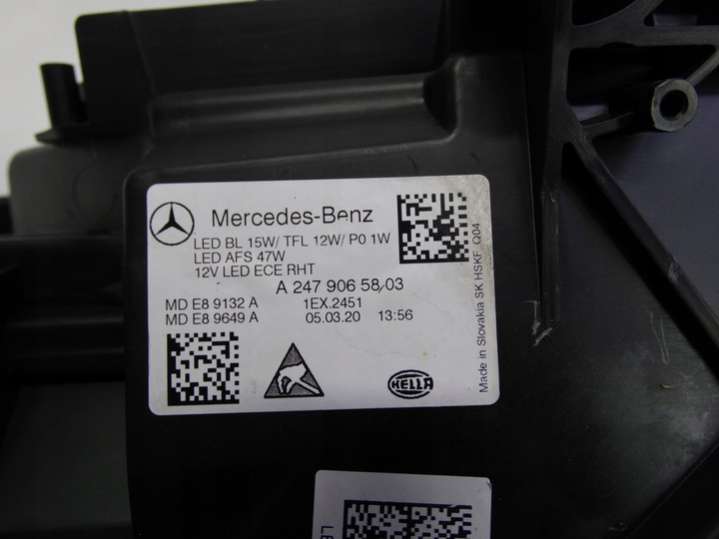 Mercedes-Benz
LED BL 15W/ TFL 12W/ P0 1W
LED AFS 47W
12V LED ECE RHT
A 247 906 58 03
MD E8 9132 A 1EX.2451
MD E8 9649 A 05.03.20 13:56
HELLA
Made in Slovakia SK HSKF_Q04